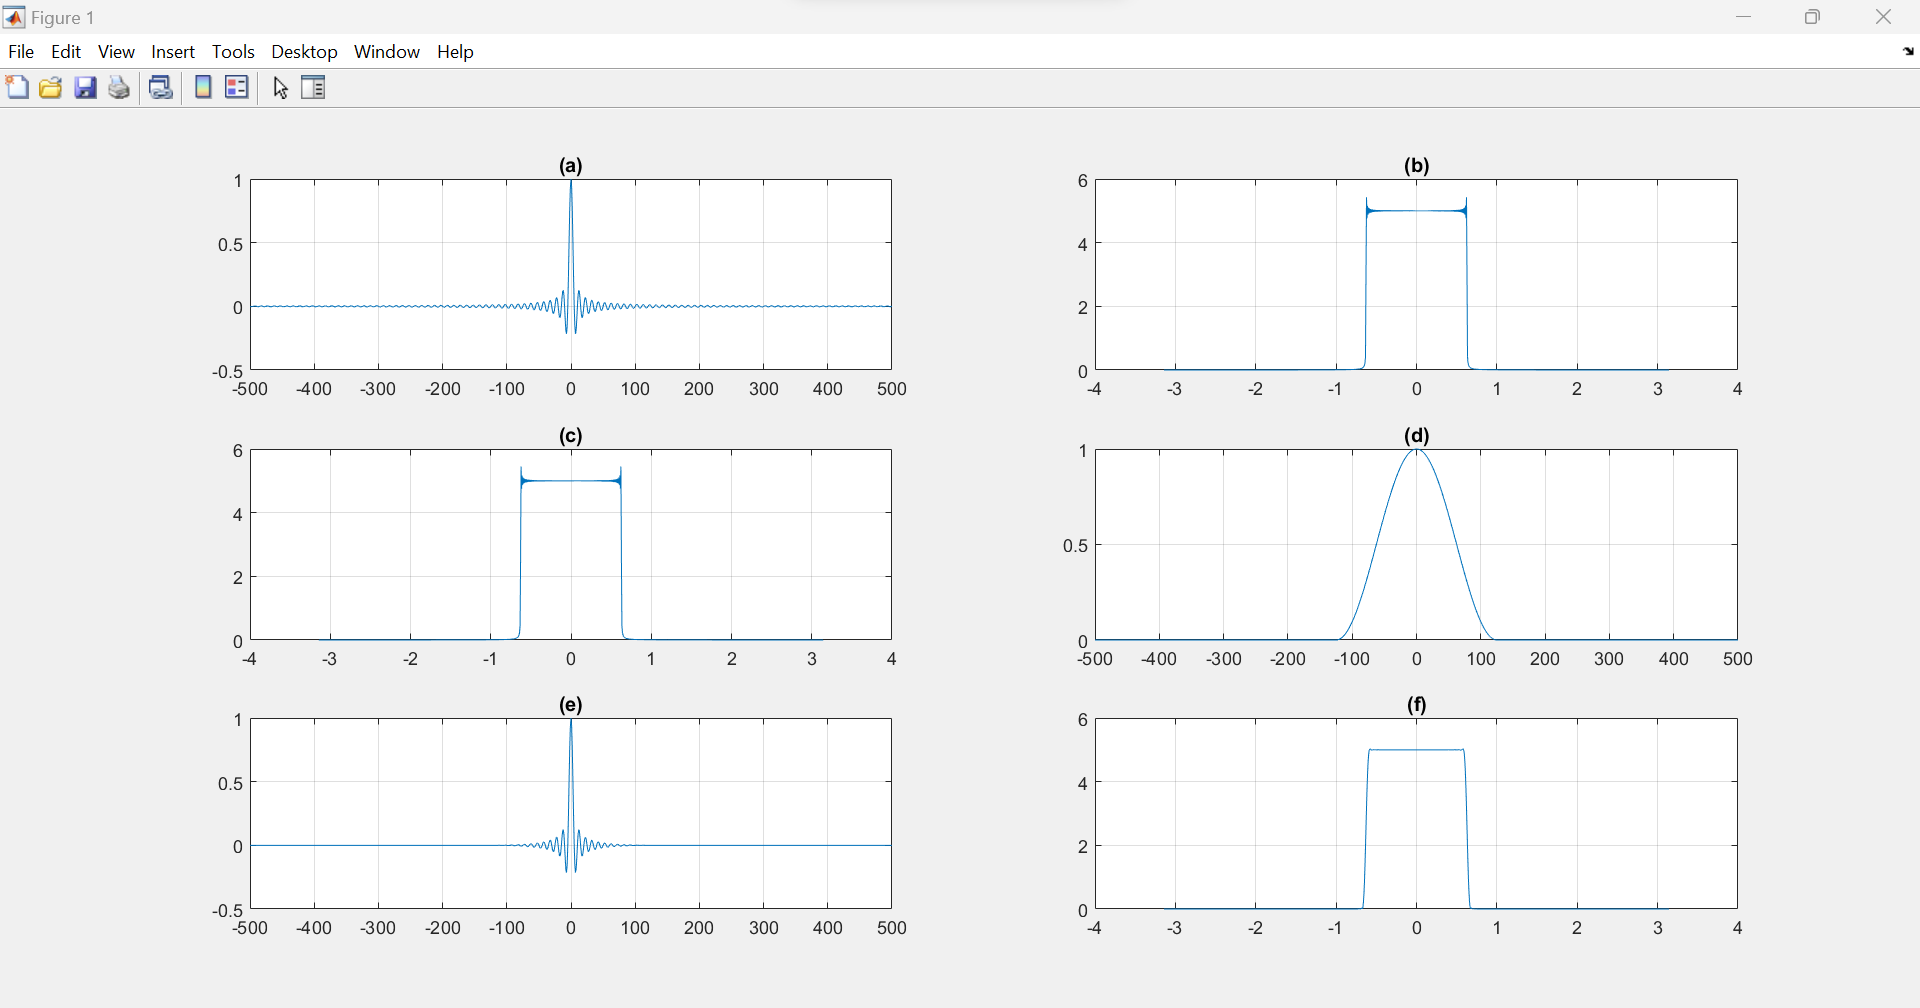 Figure 1
File Edit View Insert Tools Desktop Window Help
(a)
1
0.5
0
-0.5
-500 -400 -300 -200 -100 0 100 200 300 400 500
(b)
6
4
2
0
-4 -3 -2 -1 0 1 2 3 4
(c)
6
4
2
0
-4 -3 -2 -1 0 1 2 3 4
(d)
1
0.5
0
-500 -400 -300 -200 -100 0 100 200 300 400 500
(e)
1
0.5
0
-0.5
-500 -400 -300 -200 -100 0 100 200 300 400 500
(f)
6
4
2
0
-4 -3 -2 -1 0 1 2 3 4